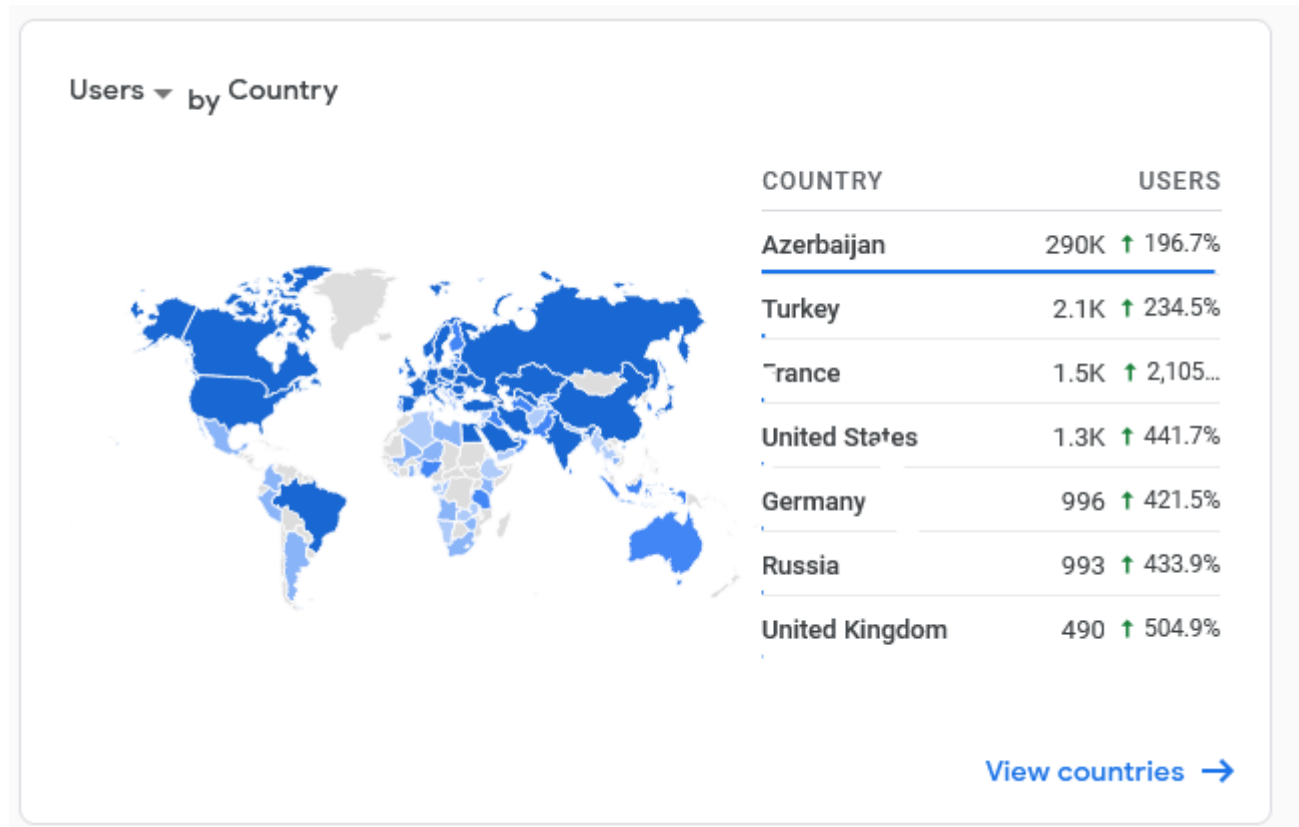 Users by Country
COUNTRY USERS
Azerbaijan 290K ↑ 196.7%
Turkey 2.1K ↑ 234.5%
France 1.5K ↑ 2,105...
United States 1.3K ↑ 441.7%
Germany 996 ↑ 421.5%
Russia 993 ↑ 433.9%
United Kingdom 490 ↑ 504.9%
View countries →